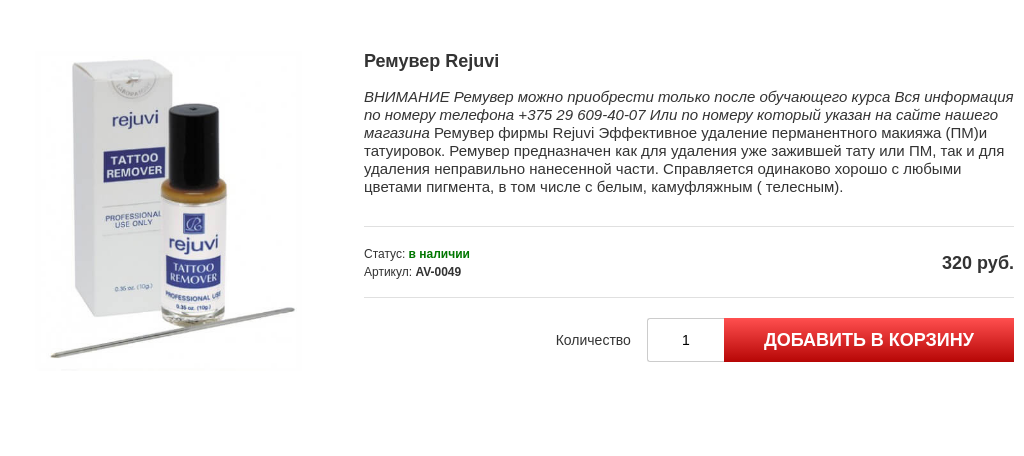 Ремувер Rejuvi
ВНИМАНИЕ Ремувер можно приобрести только после обучающего курса Вся информация
по номеру телефона +375 29 609-40-07 Или по номеру который указан на сайте нашего
магазина Ремувер фирмы Rejuvi Эффективное удаление перманентного макияжа (ПМ)и
татуировок. Ремувер предназначен как для удаления уже зажившей тату или ПМ, так и для
удаления неправильно нанесенной части. Справляется одинаково хорошо с любыми
цветами пигмента, в том числе с белым, камуфляжным ( телесным).
Статус: в наличии
Артикул: AV-0049
320 руб.
Количество
1
ДОБАВИТЬ В КОРЗИНУ
rejuvi
TATTOO
REMOVER
PROFESSIONAL
USE ONLY
0.35 oz. (10g.)
rejuvi
TATTOO
REMOVER
PROFESSIONAL USE
0.35 oz. (10g.)